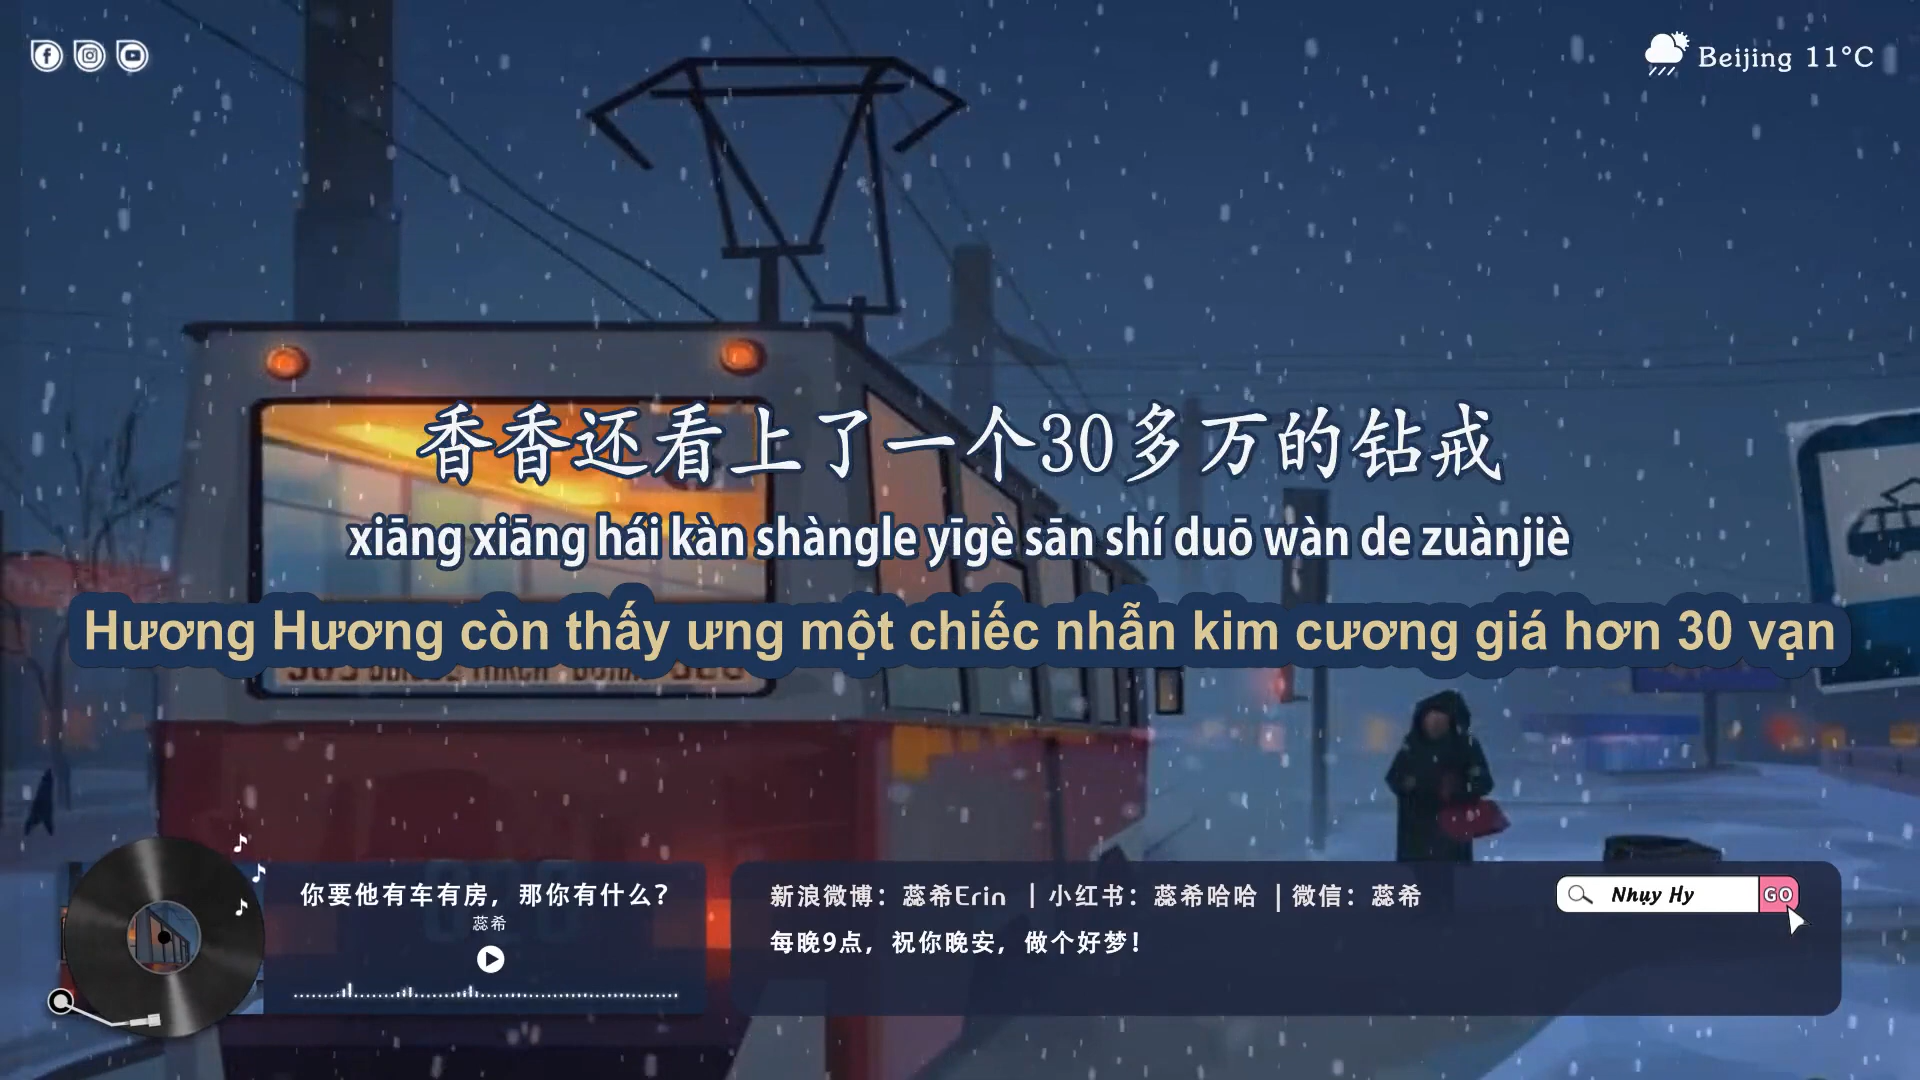 Beijing 11°C
香香还看上了一个30多万的钻戒
xiāng xiāng hái kàn shàngle yīgè sān shí duō wàn de zuànjiè
Hương Hương còn thấy ưng một chiếc nhẫn kim cương giá hơn 30 vạn
你要他有车有房，那你有什么？
蕊希
新浪微博：蕊希Erin ｜小红书：蕊希哈哈 ｜微信：蕊希
每晚9点，祝你晚安，做个好梦！
Nhụy Hy
GO